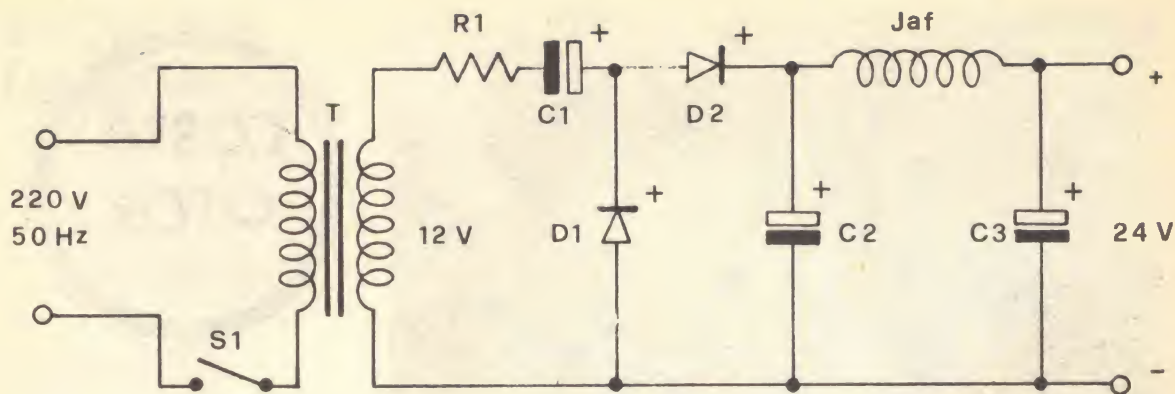 R1
Jaf
+
+
+
T
C1
D2
220 V
50 Hz
12 V
D1
+
+
C2
+
C3
24 V
S1
-